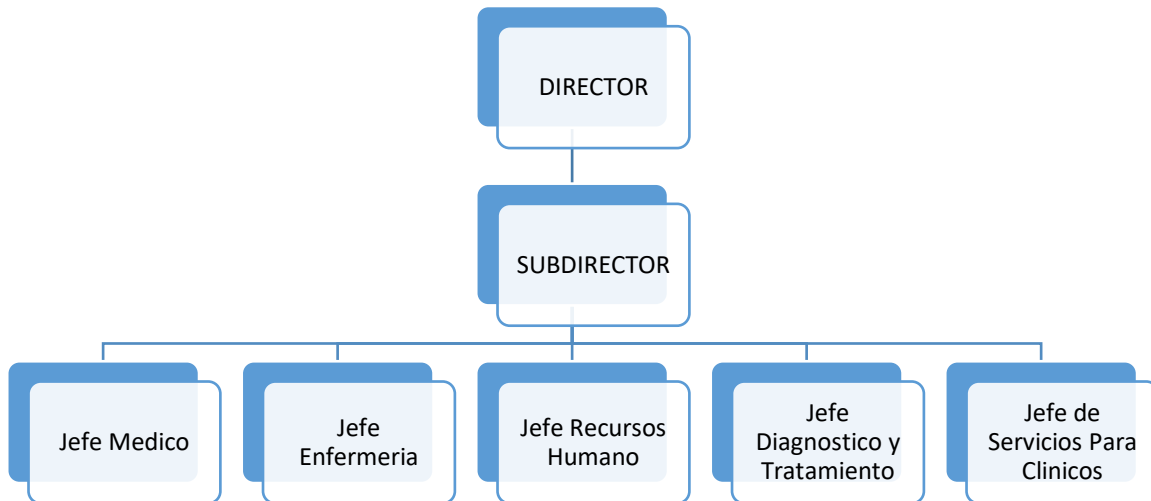 DIRECTOR
SUBDIRECTOR
Jefe Medico
Jefe
Enfermeria
Jefe Recursos
Humano
Jefe
Diagnostico y
Tratamiento
Jefe de
Servicios Para
Clinicos